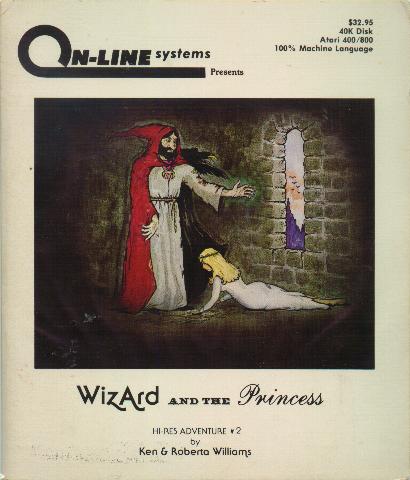 $32.95
40K Disk
Atari 400/800
100% Machine Language
ON-LINE systems
Presents
WizArd AND THE Princess
HI-RES ADVENTURE #2
by
Ken & Roberta Williams